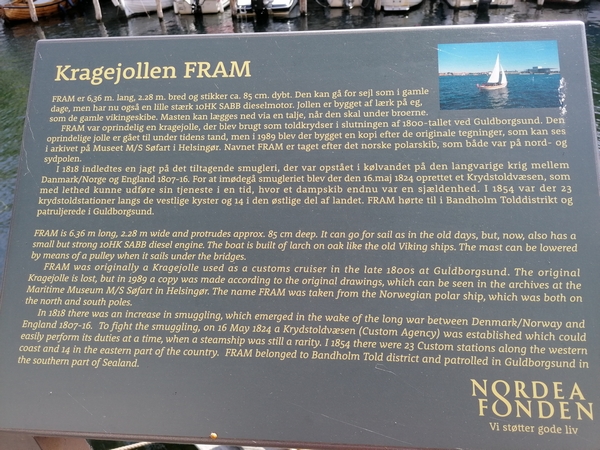 Kragejollen FRAM
FRAM er 6,36 m. lang, 2.28 m. bred og stikker ca. 85 cm. dybt. Den kan gå for sejl som i gamle
dage, men har nu også en lille stærk 10HK SABB dieselmotor. Jollen er bygget af lærk på eg,
som de gamle vikingeskibe. Masten kan lægges ned via en talje, når den skal under broerne.
FRAM var oprindelig en kragejolle, der blev brugt som toldkrydser i slutningen af 1800-tallet ved Guldborgsund. Den
oprindelige jolle er gået til under tidens tand, men i 1989 blev der bygget en kopi efter de originale tegninger, som kan ses
i arkivet på Museet M/S Søfart i Helsingør. Navnet FRAM er taget efter det norske polarskib, som både var på nord- og
sydpolen.
I 1818 indledtes en jagt på det tiltagende smugleri, der var opstået i kølvandet på den langvarige krig mellem
Danmark/Norge og England 1807-16. For at imødegå smugleriet blev der den 16.maj 1824 oprettet et Krydstoldvæsen, som
med lethed kunne udføre sin tjeneste i en tid, hvor et dampskib endnu var en sjældenhed. I 1854 var der 23
krydstoldstationer langs de vestlige kyster og 14 i den østlige del af landet. FRAM hørte til i Bandholm Tolddistrikt og
patruljerede i Guldborgsund.
FRAM is 6.36 m long, 2.28 m wide and protrudes approx. 85 cm deep. It can go for sail as in the old days, but, now, also has a
small but strong 10HK SABB diesel engine. The boat is built of larch on oak like the old Viking ships. The mast can be lowered
by means of a pulley when it sails under the bridges.
FRAM was originally a Kragejolle used as a customs cruiser in the late 1800s at Guldborgsund. The original
Kragejolle is lost, but in 1989 a copy was made according to the original drawings, which can be seen in the archives at the
Maritime Museum M/S Søfart in Helsingør. The name FRAM was taken from the Norwegian polar ship, which was both on
the north and south poles.
In 1818 there was an increase in smuggling, which emerged in the wake of the long war between Denmark/Norway and
England 1807-16. To fight the smuggling, on 16 May 1824 a Krydstoldvæsen (Custom Agency) was established which could
easily perform its duties at a time, when a steamship was still a rarity. I 1854 there were 23 Custom stations along the western
coast and 14 in the eastern part of the country. FRAM belonged to Bandholm Told district and patrolled in Guldborgsund in
the southern part of Sealand.
NORDEA
FONDEN
Vi støtter gode liv